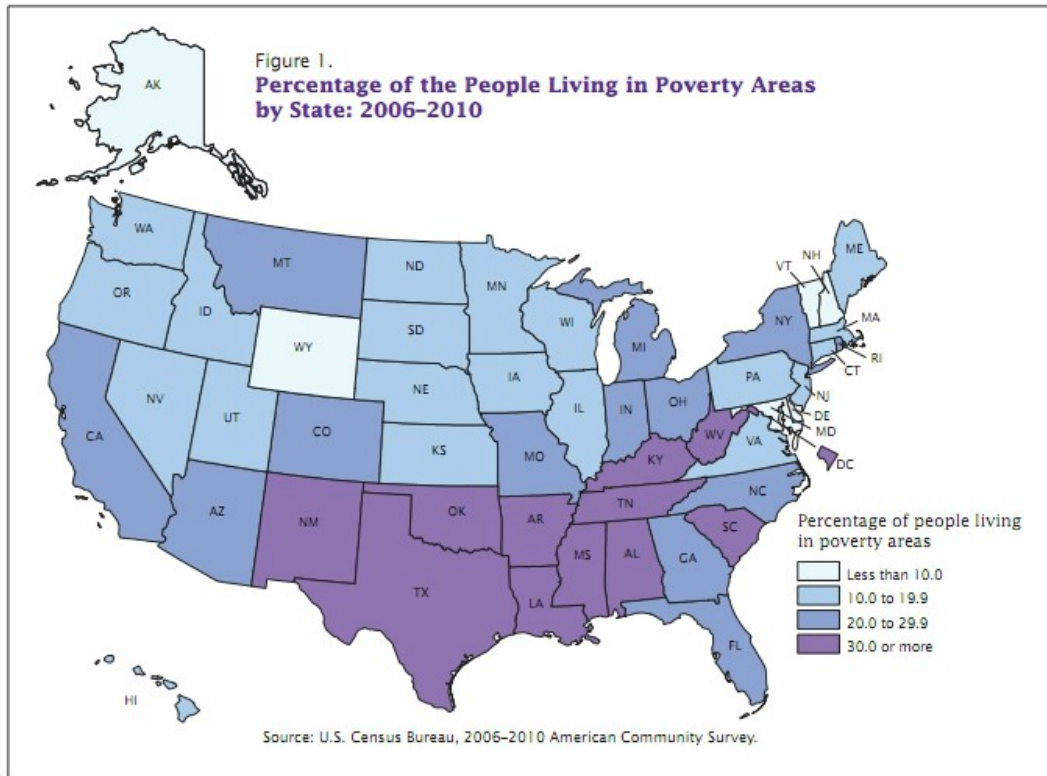 Figure 1.
Percentage of the People Living in Poverty Areas
by State: 2006–2010
AK
WA
MT
ND
MN
ME
NH
VT
OR
ID
SD
WI
NY
MA
WY
MI
RI
CT
NV
NE
IA
PA
NJ
UT
IL
IN
OH
DE
MD
CA
CO
KS
MO
WV
VA
DC
KY
AZ
NM
OK
AR
TN
NC
SC
TX
MS
AL
GA
LA
FL
HI
Percentage of people living
in poverty areas
Less than 10.0
10.0 to 19.9
20.0 to 29.9
30.0 or more
Source: U.S. Census Bureau, 2006–2010 American Community Survey.